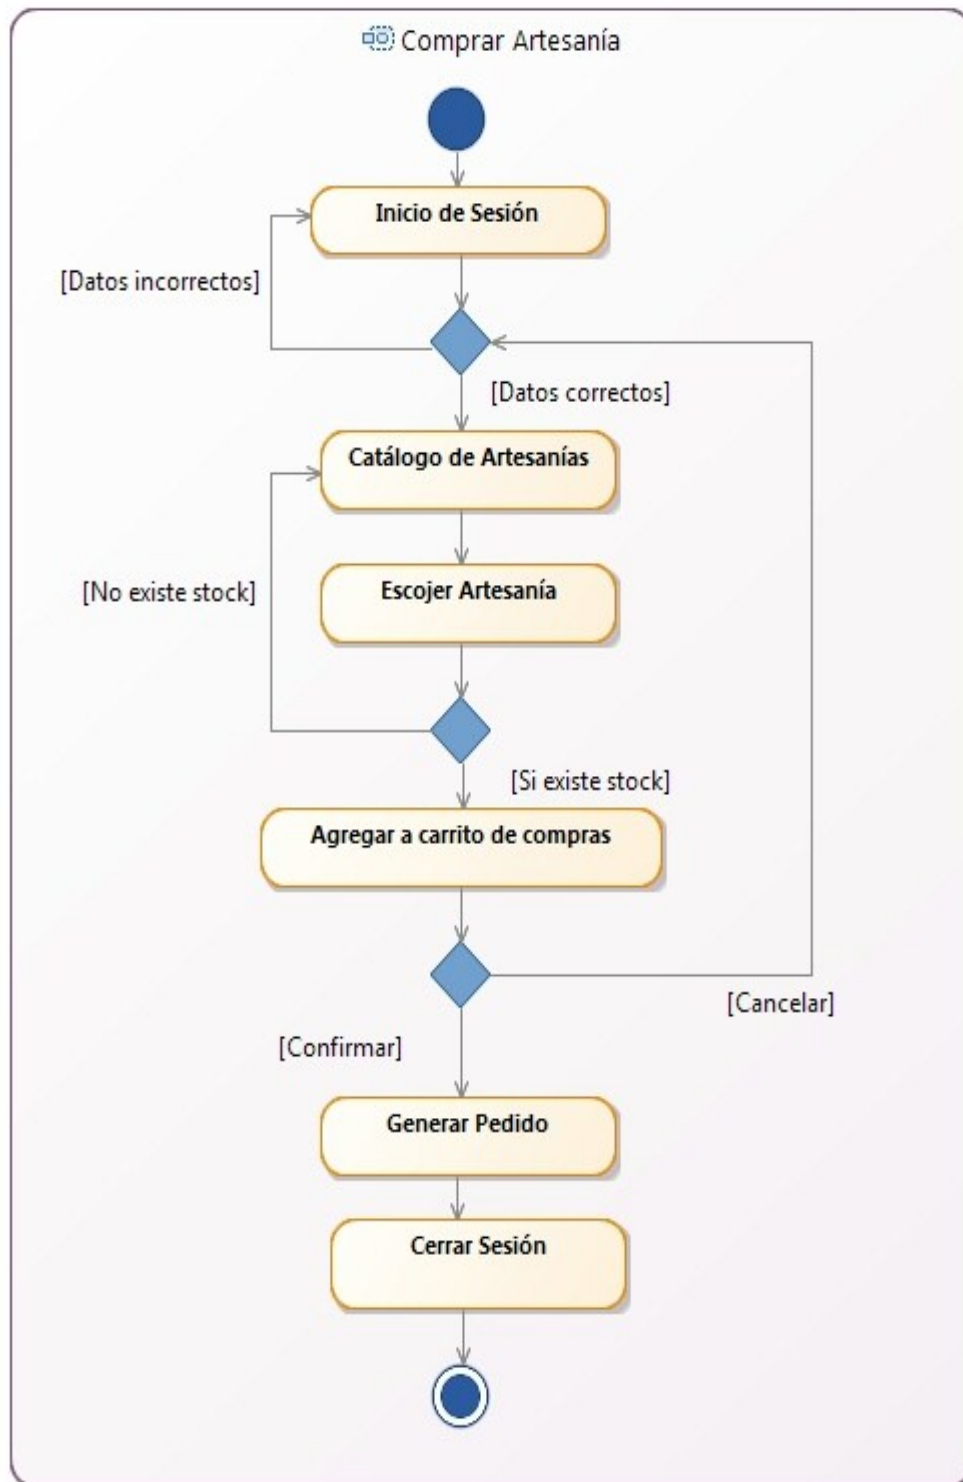 Comprar Artesanía
Inicio de Sesión
[Datos incorrectos]
[Datos correctos]
Catálogo de Artesanías
[No existe stock]
Escojer Artesanía
[Si existe stock]
Agregar a carrito de compras
[Cancelar]
[Confirmar]
Generar Pedido
Cerrar Sesión